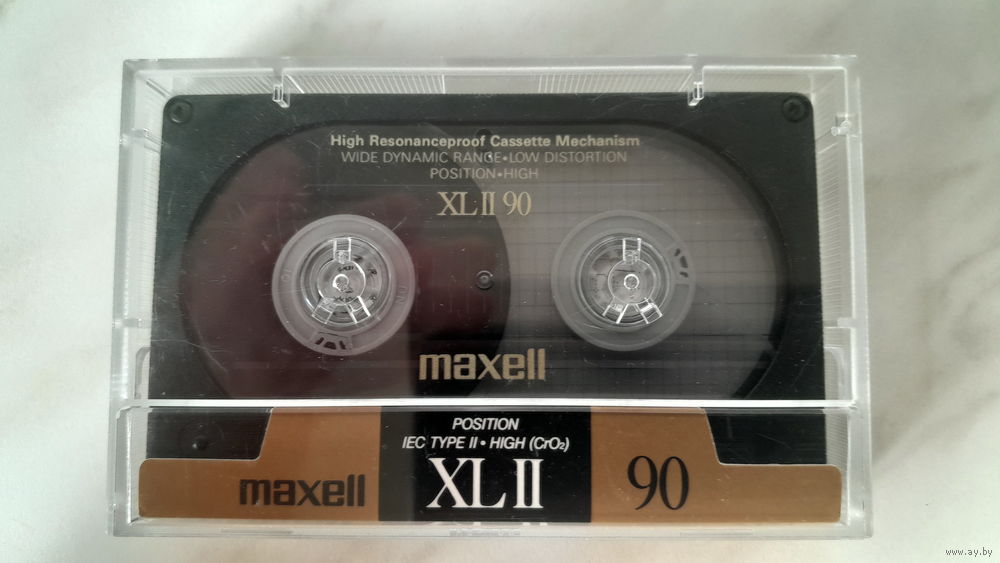 High Resonanceproof Cassette Mechanism
WIDE DYNAMIC RANGE•LOW DISTORTION
POSITION•HIGH
XL II 90
maxell
POSITION
IEC TYPE II • HIGH (CrO₂)
maxell XL II 90
www.ay.by